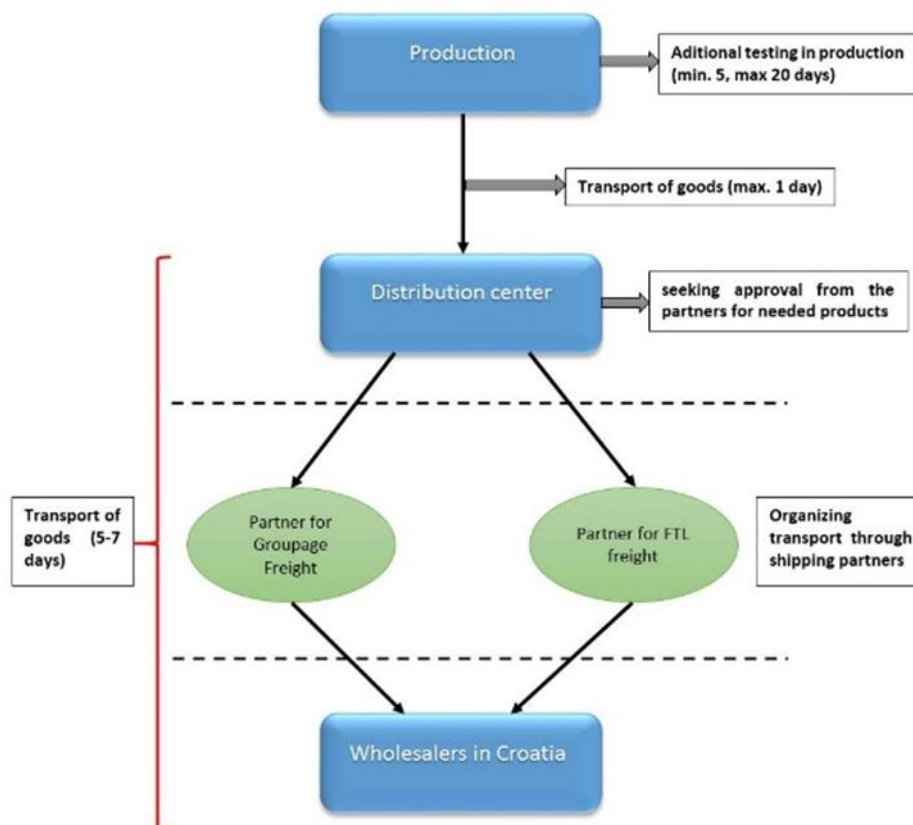 Production
Aditional testing in production
(min. 5, max 20 days)
Transport of goods (max. 1 day)
Distribution center
seeking approval from the
partners for needed products
Transport of
goods (5-7
days)
Partner for
Groupage
Freight
Partner for FTL
freight
Organizing
transport through
shipping partners
Wholesalers in Croatia